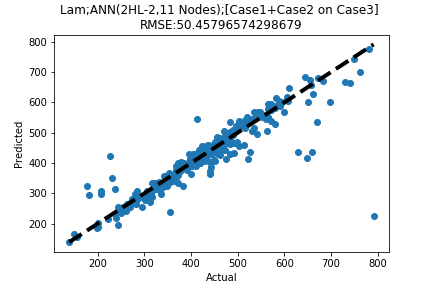 Lam;ANN(2HL-2,11 Nodes);[Case1+Case2 on Case3]
RMSE:50.45796574298679
800
700
600
500
400
300
200
Predicted
200 300 400 500 600 700 800
Actual